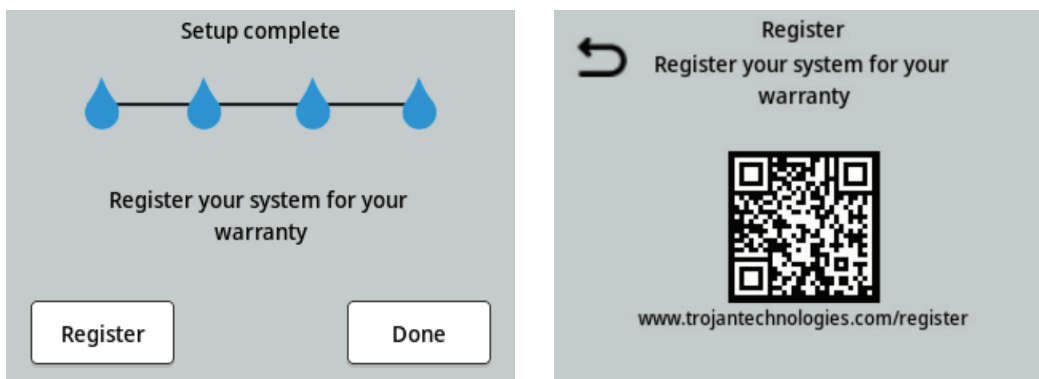 Setup complete
Register your system for your
warranty
Register
Done
Register
Register your system for your
warranty
www.trojantechnologies.com/register